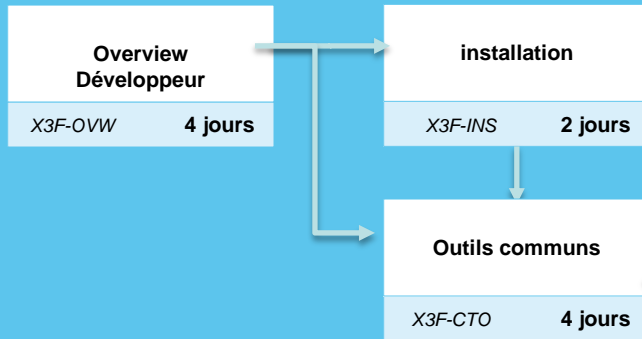 Overview
Développeur
X3F-OVW 4 jours
installation
X3F-INS 2 jours
Outils communs
X3F-CTO 4 jours